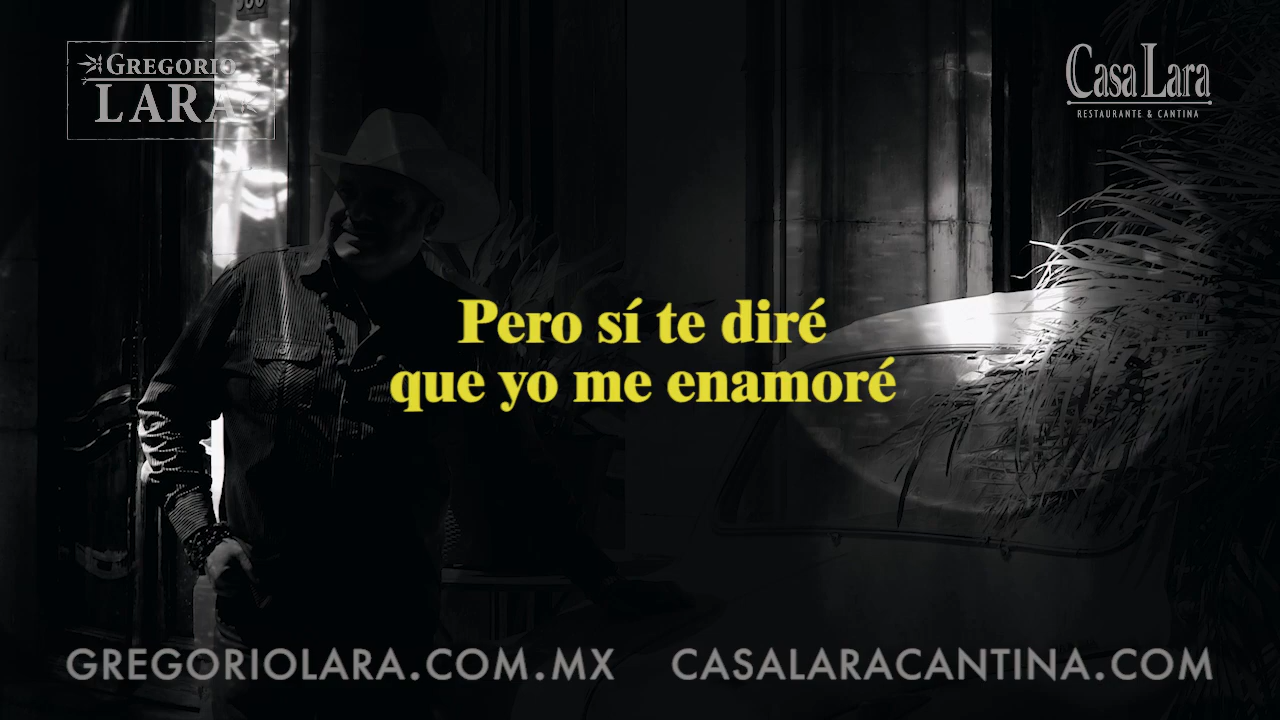 GREGORIO
LARA
Casa Lara
RESTAURANTE & CANTINA
Pero sí te diré
que yo me enamoré
GREGORIOLARA.COM.MX
CASALARACANTINA.COM